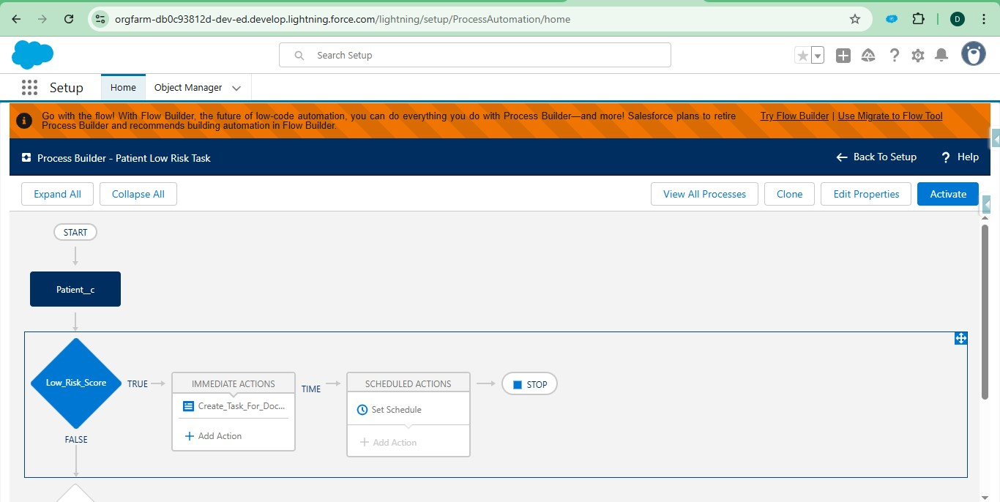 orgfarm-db0c93812d-dev-ed.develop.lightning.force.com/lightning/setup/ProcessAutomation/home
D
Search Setup
Setup
Home
Object Manager
Go with the flow! With Flow Builder, the future of low-code automation, you can do everything you do with Process Builder—and more! Salesforce plans to retire
Process Builder and recommends building automation in Flow Builder.
Try Flow Builder | Use Migrate to Flow Tool
Process Builder - Patient Low Risk Task
Back To Setup
? Help
Expand All
Collapse All
View All Processes
Clone
Edit Properties
Activate
START
Patient__c
Low_Risk_Score
TRUE
IMMEDIATE ACTIONS
Create_Task_For_Doc...
+ Add Action
TIME
SCHEDULED ACTIONS
Set Schedule
+ Add Action
STOP
FALSE